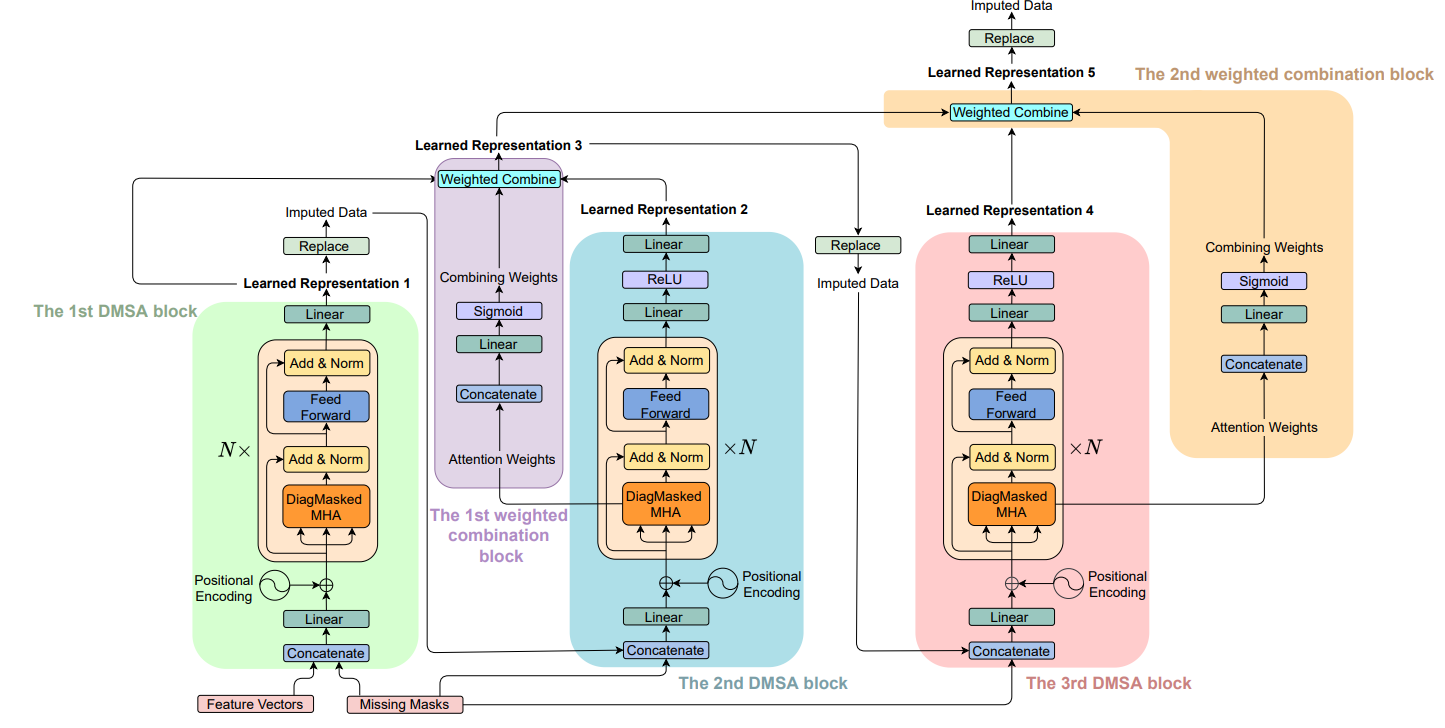 Imputed Data
Replace
Learned Representation 5
The 2nd weighted combination block
Weighted Combine
Learned Representation 3
Weighted Combine
Imputed Data
Replace
Learned Representation 1
The 1st DMSA block
Linear
Add & Norm
Feed
Forward
N×
Add & Norm
DiagMasked
MHA
Positional
Encoding
Linear
Concatenate
Feature Vectors
Missing Masks
Combining Weights
Sigmoid
Linear
Concatenate
Attention Weights
The 1st weighted
combination
block
Learned Representation 2
Linear
ReLU
Linear
Add & Norm
Feed
Forward
Add & Norm
×N
DiagMasked
MHA
Positional
Encoding
Linear
Concatenate
The 2nd DMSA block
Replace
Imputed Data
Learned Representation 4
Linear
ReLU
Linear
Add & Norm
Feed
Forward
Add & Norm
×N
DiagMasked
MHA
Positional
Encoding
Linear
Concatenate
The 3rd DMSA block
Combining Weights
Sigmoid
Linear
Concatenate
Attention Weights